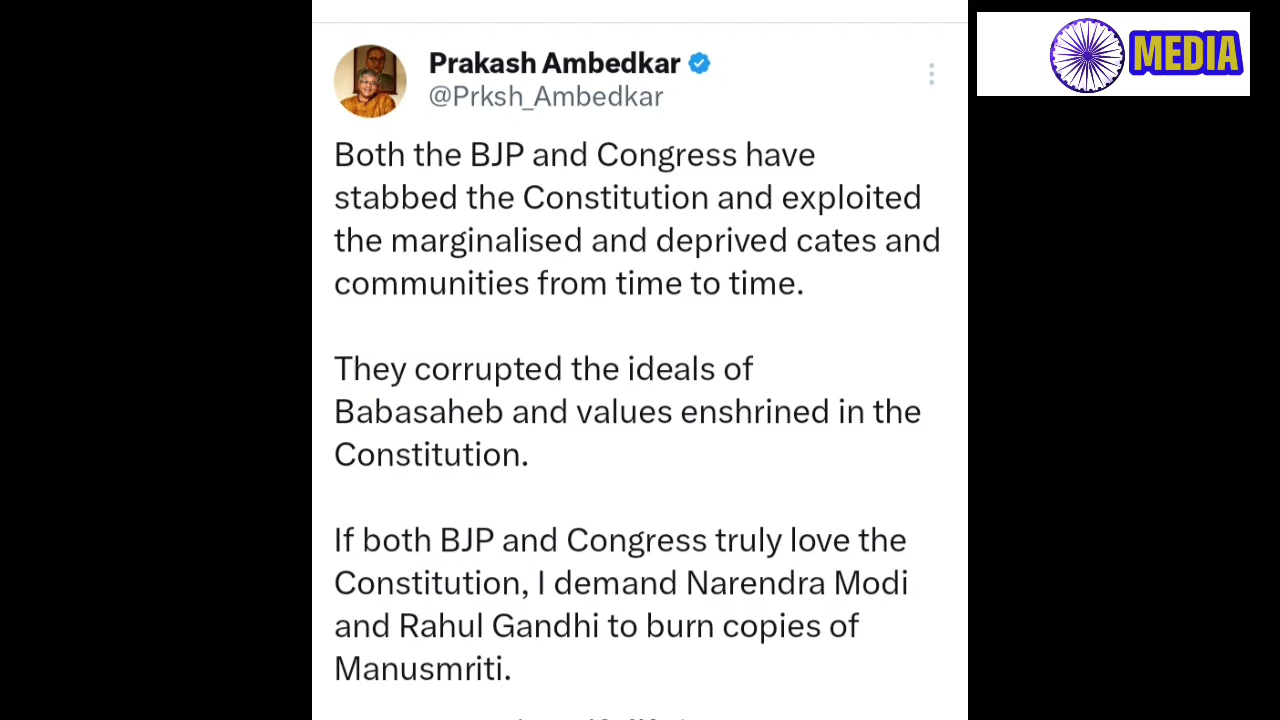 Prakash Ambedkar
@Prksh_Ambedkar
MEDIA
Both the BJP and Congress have
stabbed the Constitution and exploited
the marginalised and deprived cates and
communities from time to time.
They corrupted the ideals of
Babasaheb and values enshrined in the
Constitution.
If both BJP and Congress truly love the
Constitution, I demand Narendra Modi
and Rahul Gandhi to burn copies of
Manusmriti.